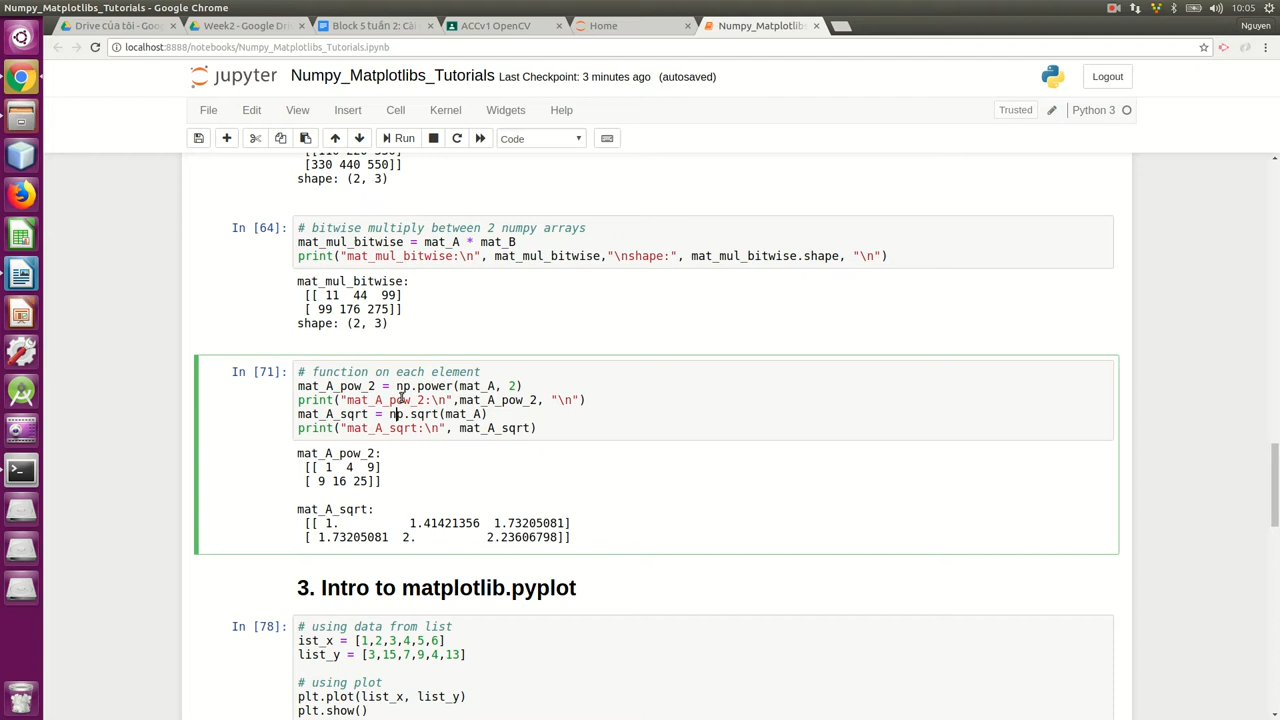 Numpy_Matplotlibs_Tutorials - Google Chrome
10:05
Drive của tôi - Goog
Week2 - Google Dri
Block 5 tuần 2: Cài
ACCv1 OpenCV
Home
Numpy_Matplotlib
Nguyen
localhost:8888/notebooks/Numpy_Matplotlibs_Tutorials.ipynb
jupyter
Numpy_Matplotlibs_Tutorials Last Checkpoint: 3 minutes ago (autosaved)
Logout
File Edit View Insert Cell Kernel Widgets Help
Trusted
Python 3
Run
Code
[330 440 550]]
shape: (2, 3)
In [64]: # bitwise multiply between 2 numpy arrays
mat_mul_bitwise = mat_A * mat_B
print("mat_mul_bitwise:\n", mat_mul_bitwise,"\nshape:", mat_mul_bitwise.shape, "\n")
mat_mul_bitwise:
[[ 11 44 99]
[ 99 176 275]]
shape: (2, 3)
In [71]: # function on each element
mat_A_pow_2 = np.power(mat_A, 2)
print("mat_A_pow_2:\n",mat_A_pow_2, "\n")
mat_A_sqrt = np.sqrt(mat_A)
print("mat_A_sqrt:\n", mat_A_sqrt)
mat_A_pow_2:
[[ 1 4 9]
[ 9 16 25]]
mat_A_sqrt:
[[ 1. 1.41421356 1.73205081]
[ 1.73205081 2. 2.23606798]]
3. Intro to matplotlib.pyplot
In [78]: # using data from list
ist_x = [1,2,3,4,5,6]
list_y = [3,15,7,9,4,13]
# using plot
plt.plot(list_x, list_y)
plt.show()